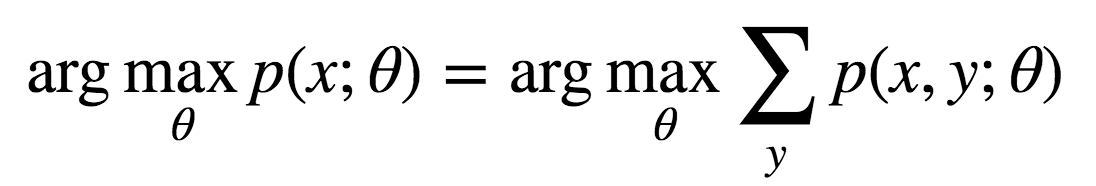 arg max_θ p(x; θ) = arg max_θ ∑_y p(x, y; θ)